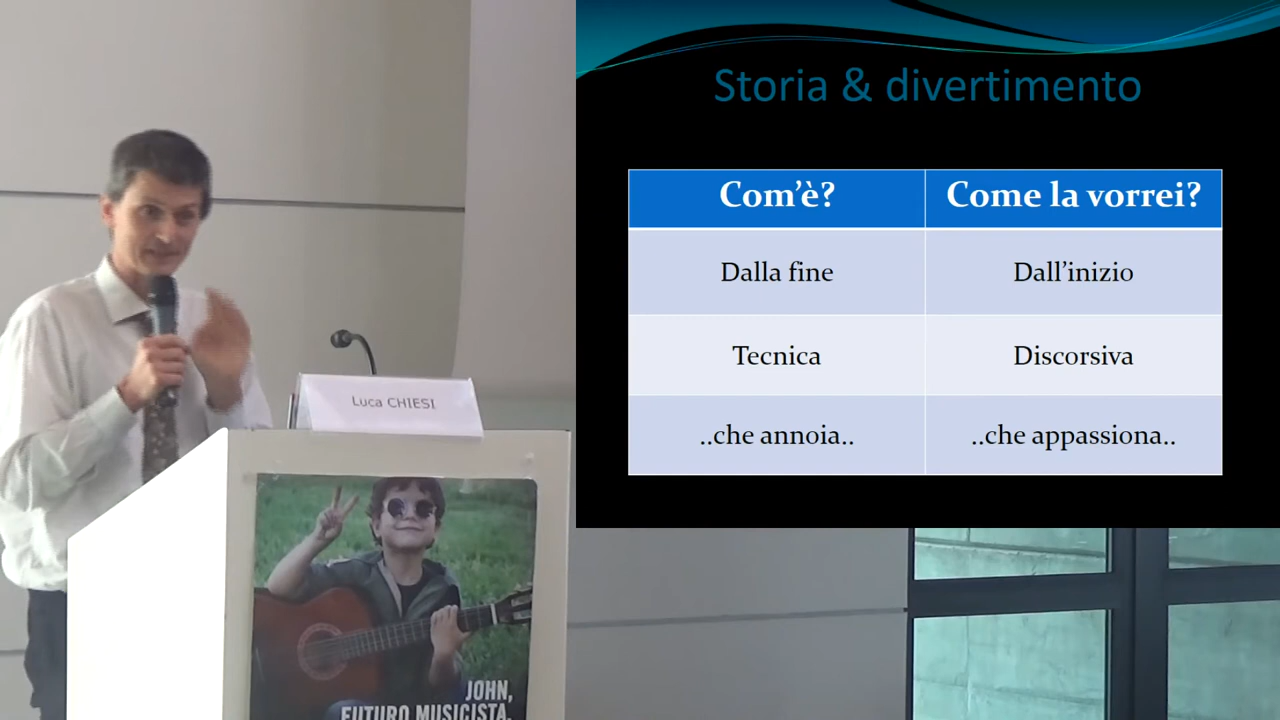 Storia & divertimento
Com’è? Come la vorrei?
Dalla fine Dall’inizio
Tecnica Discorsiva
..che annoia.. ..che appassiona..
Luca CHIESI
JOHN,
FUTURO MUSICISTA.